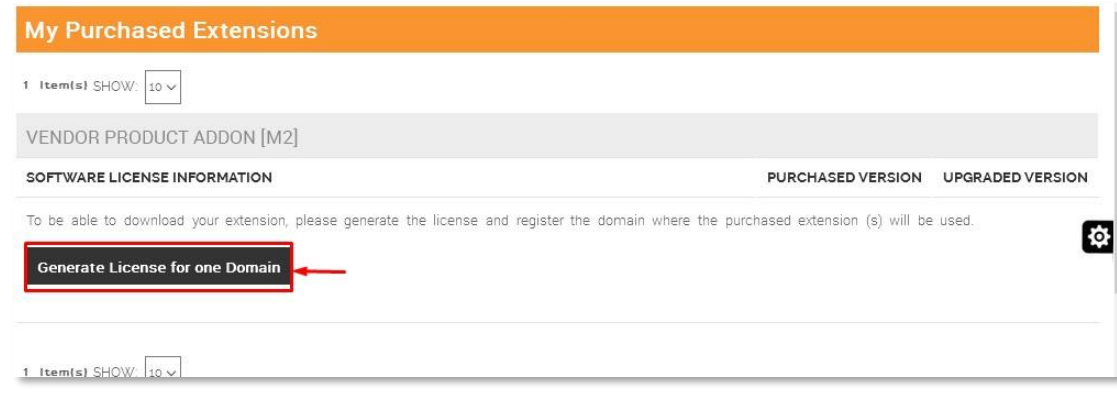 My Purchased Extensions
1 Item(s) SHOW: 10
VENDOR PRODUCT ADDON [M2]
SOFTWARE LICENSE INFORMATION PURCHASED VERSION UPGRADED VERSION
To be able to download your extension, please generate the license and register the domain where the purchased extension (s) will be used.
Generate License for one Domain
1 Item(s) SHOW: 10